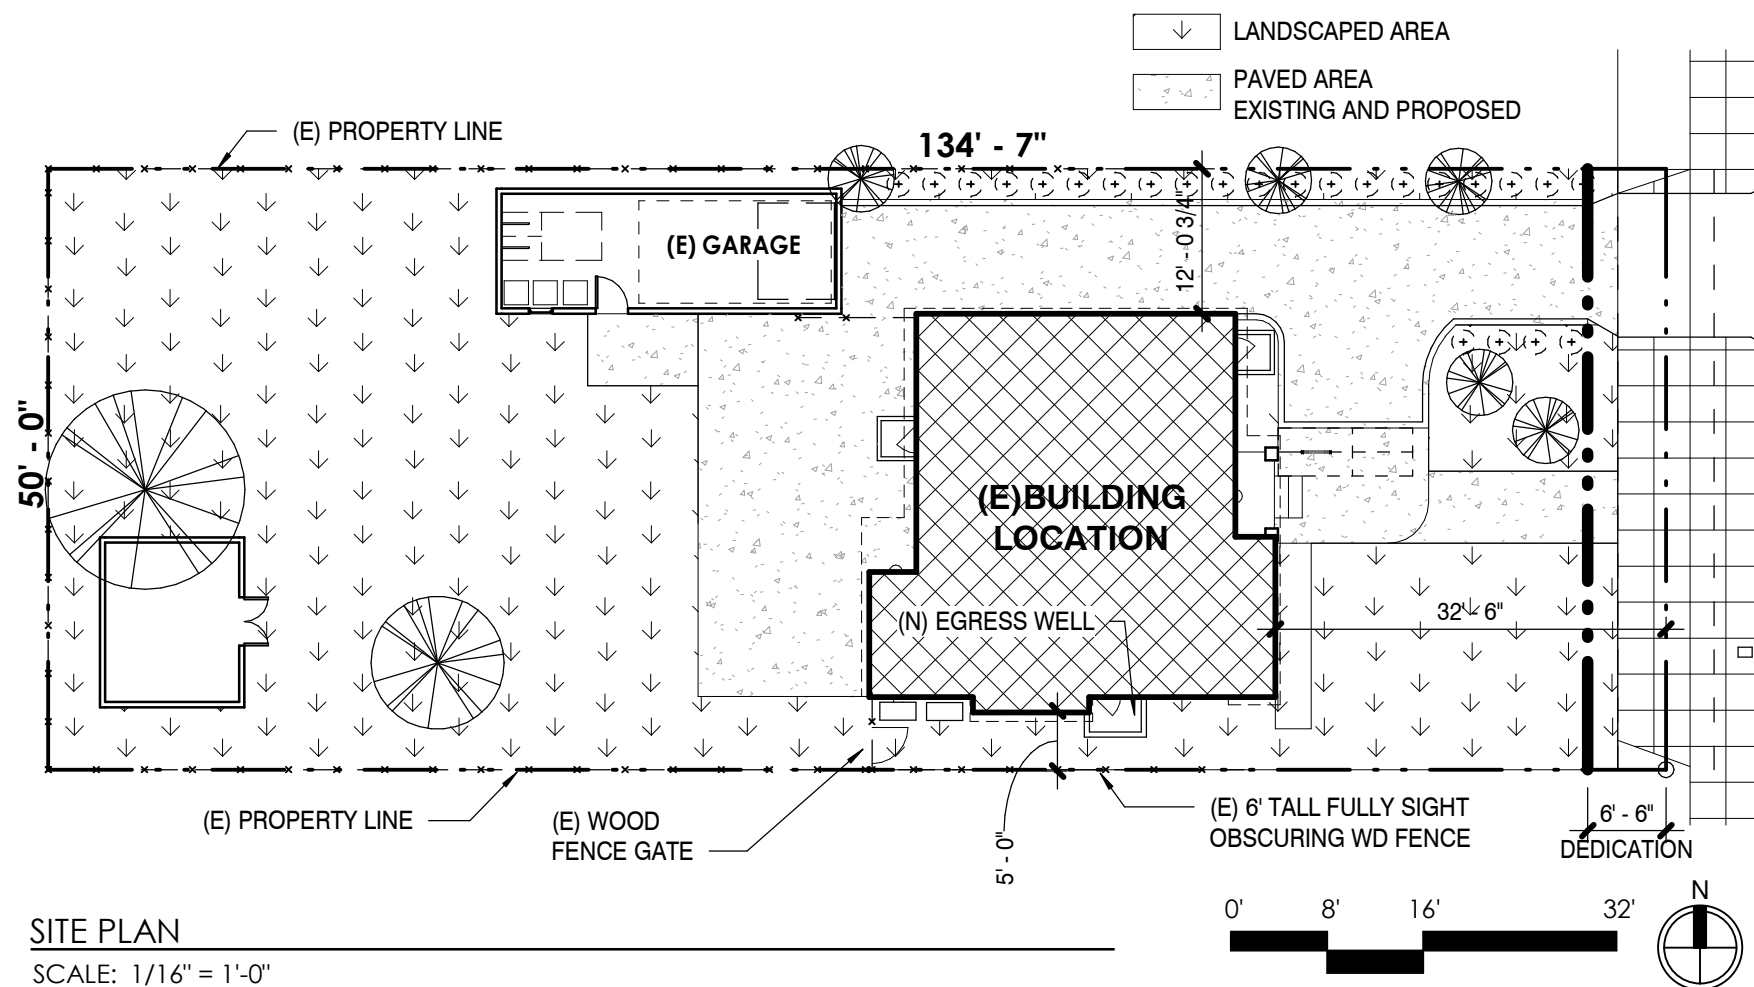 LANDSCAPED AREA
PAVED AREA
EXISTING AND PROPOSED
(E) PROPERTY LINE
134' - 7"
12' - 0 3/4"
(E) GARAGE
50' - 0"
(E)BUILDING
LOCATION
(N) EGRESS WELL
32' - 6"
(E) PROPERTY LINE
(E) WOOD
FENCE GATE
5' - 0"
(E) 6' TALL FULLY SIGHT
OBSCURING WD FENCE
6' - 6"
DEDICATION
SITE PLAN
SCALE: 1/16" = 1'-0"
0' 8' 16' 32'
N